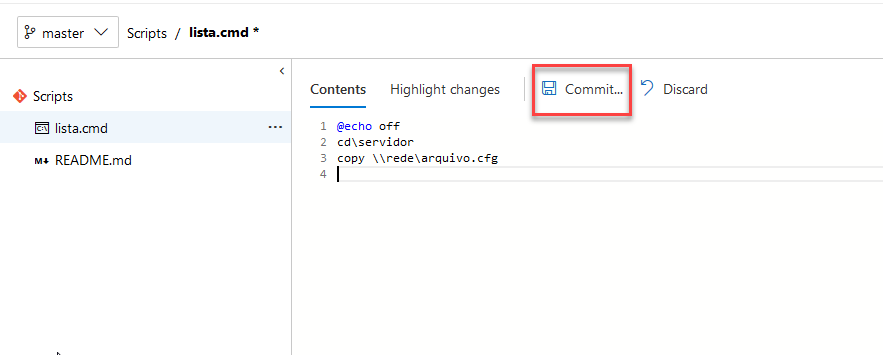 master Scripts / lista.cmd *
Scripts
lista.cmd ...
M↓ README.md
Contents Highlight changes Commit... Discard
1 @echo off
2 cd\servidor
3 copy \\rede\arquivo.cfg
4